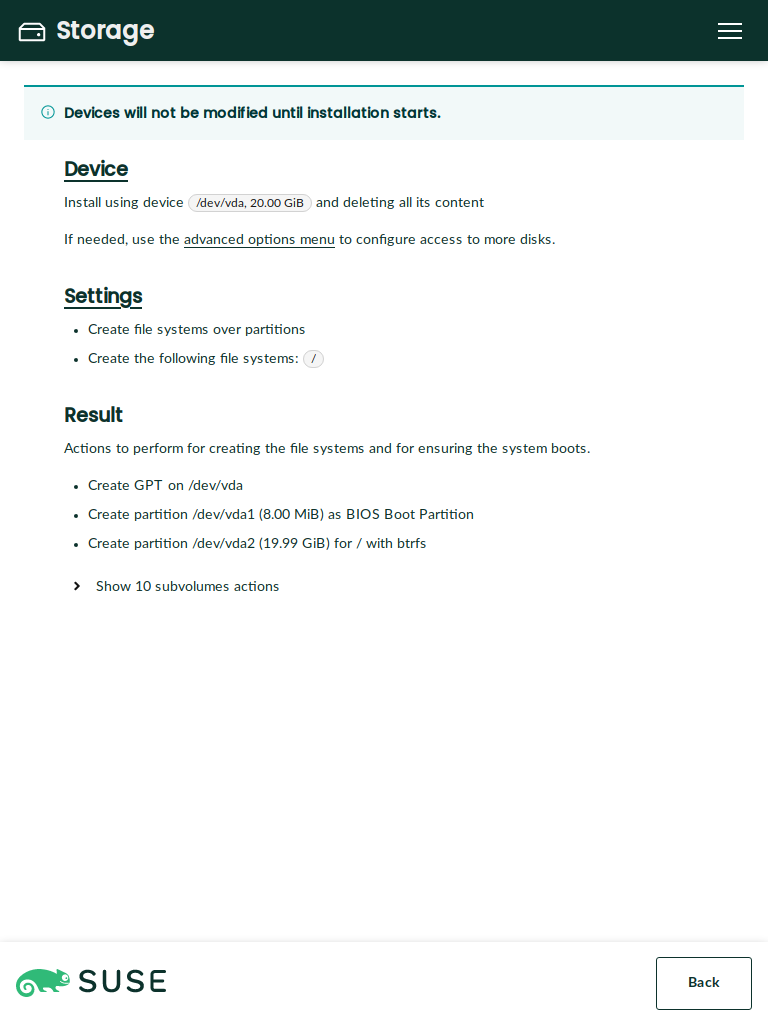 Storage
Devices will not be modified until installation starts.
Device
Install using device /dev/vda, 20.00 GiB and deleting all its content
If needed, use the advanced options menu to configure access to more disks.
Settings
• Create file systems over partitions
• Create the following file systems: /
Result
Actions to perform for creating the file systems and for ensuring the system boots.
• Create GPT on /dev/vda
• Create partition /dev/vda1 (8.00 MiB) as BIOS Boot Partition
• Create partition /dev/vda2 (19.99 GiB) for / with btrfs
Show 10 subvolumes actions
SUSE
Back